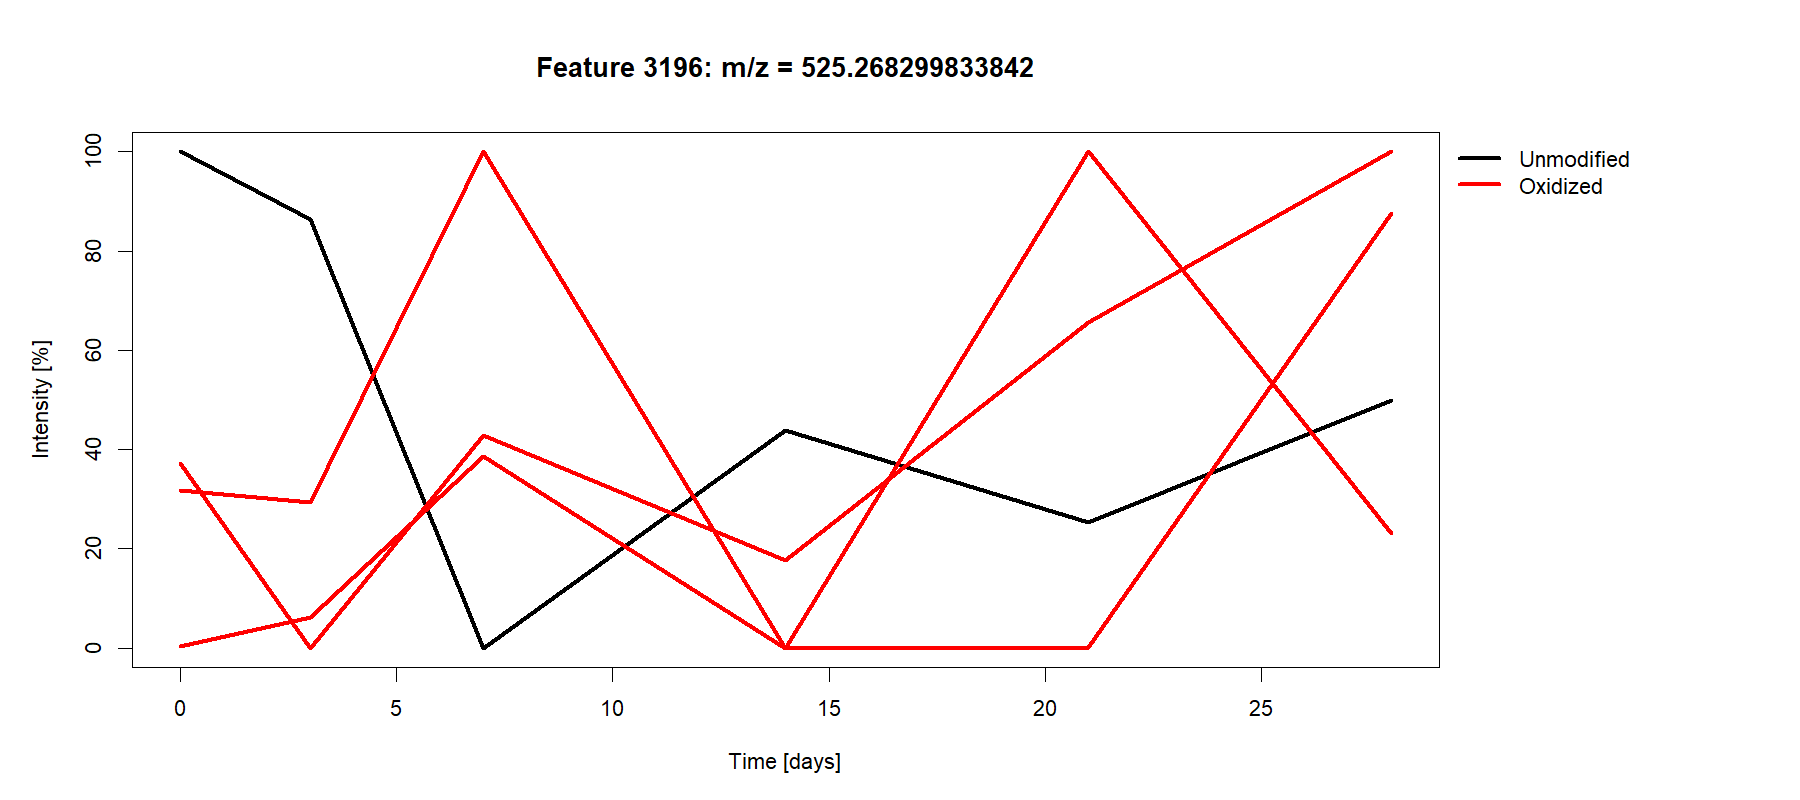 Feature 3196: m/z = 525.268299833842
Unmodified
Oxidized
Intensity [%]
100
80
60
40
20
0
0 5 10 15 20 25
Time [days]